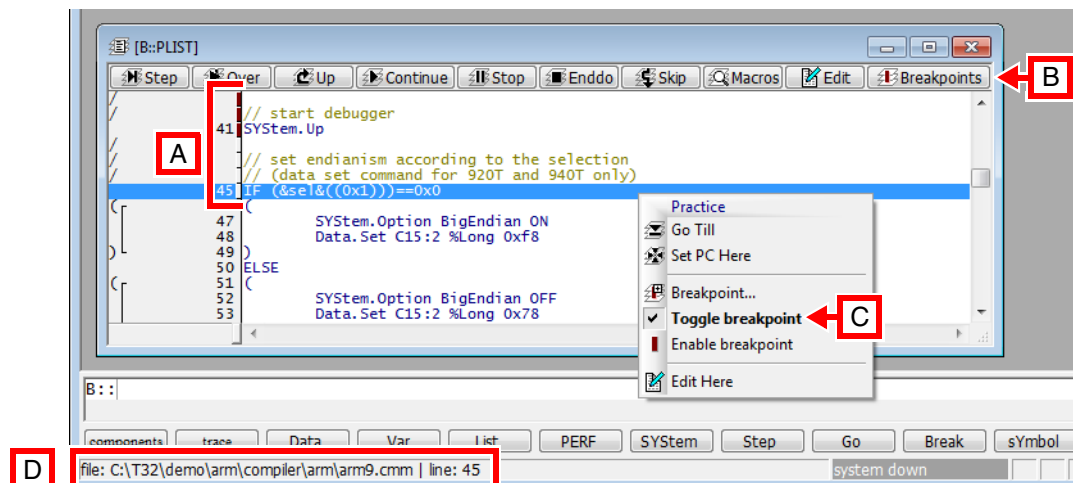 [B::PLIST]
Step Over Up Continue Stop Enddo Skip Macros Edit Breakpoints
B
/
/ // start debugger
41 SYStem.Up
/
A
/ // set endianism according to the selection
/ // (data set command for 920T and 940T only)
45 IF (&sel&((0x1)))==0x0
( (
47 SYStem.Option BigEndian ON
48 Data.Set C15:2 %Long 0xf8
) 49 )
50 ELSE
( 51 (
52 SYStem.Option BigEndian OFF
53 Data.Set C15:2 %Long 0x78
Practice
Go Till
Set PC Here
Breakpoint...
Toggle breakpoint
C
Enable breakpoint
Edit Here
B::
components trace Data Var List PERF SYStem Step Go Break sYmbol
D
file: C:\T32\demo\arm\compiler\arm\arm9.cmm | line: 45
system down